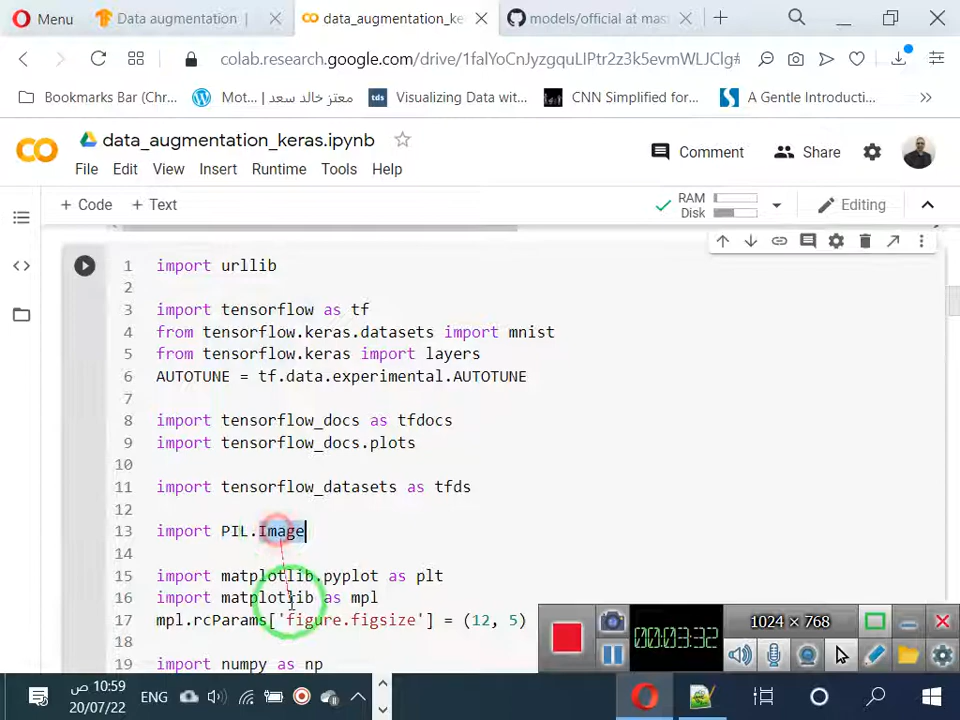 Menu
Data augmentation |
data_augmentation_ke
models/official at mas
colab.research.google.com/drive/1falYoCnJyzgquLIPtr2z3k5evmWLJClg#
Bookmarks Bar (Chr...
معتز خالد سعد | Mot...
tds
Visualizing Data wit...
CNN Simplified for...
A Gentle Introducti...
data_augmentation_keras.ipynb
File Edit View Insert Runtime Tools Help
Comment
Share
+ Code + Text
RAM
Disk
Editing
1 import urllib
2
3 import tensorflow as tf
4 from tensorflow.keras.datasets import mnist
5 from tensorflow.keras import layers
6 AUTOTUNE = tf.data.experimental.AUTOTUNE
7
8 import tensorflow_docs as tfdocs
9 import tensorflow_docs.plots
10
11 import tensorflow_datasets as tfds
12
13 import PIL.Image
14
15 import matplotlib.pyplot as plt
16 import matplotlib as mpl
17 mpl.rcParams['figure.figsize'] = (12, 5)
18
19 import numpy as np
00:03:32
1024 × 768
10:59 ص
20/07/22
ENG